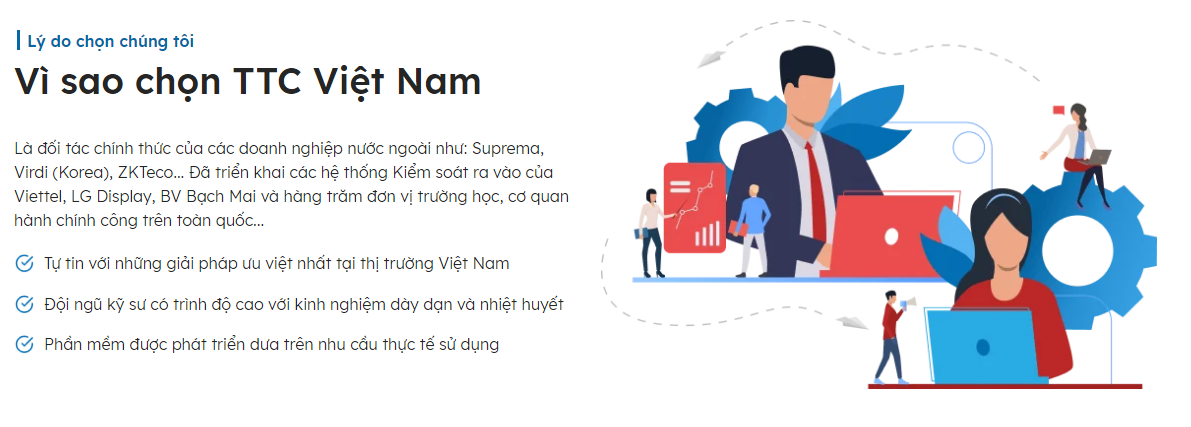 Lý do chọn chúng tôi
Vì sao chọn TTC Việt Nam
Là đối tác chính thức của các doanh nghiệp nước ngoài như: Suprema,
Virdi (Korea), ZKTeco... Đã triển khai các hệ thống Kiểm soát ra vào của
Viettel, LG Display, BV Bạch Mai và hàng trăm đơn vị trường học, cơ quan
hành chính công trên toàn quốc...
Tự tin với những giải pháp ưu việt nhất tại thị trường Việt Nam
Đội ngũ kỹ sư có trình độ cao với kinh nghiệm dày dạn và nhiệt huyết
Phần mềm được phát triển dưa trên nhu cầu thực tế sử dụng